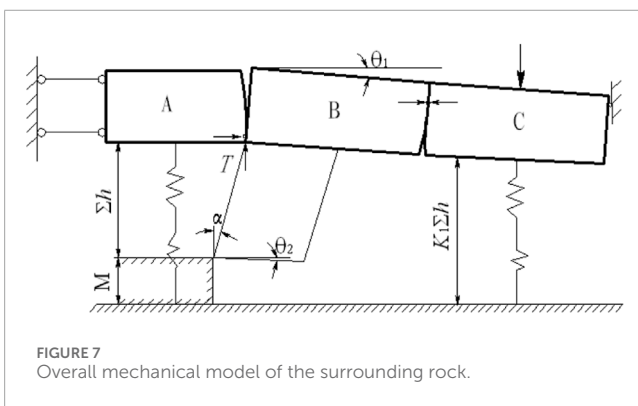 θ1
A
B
C
T
Σh
α
K1Σh
θ2
M
FIGURE 7
Overall mechanical model of the surrounding rock.